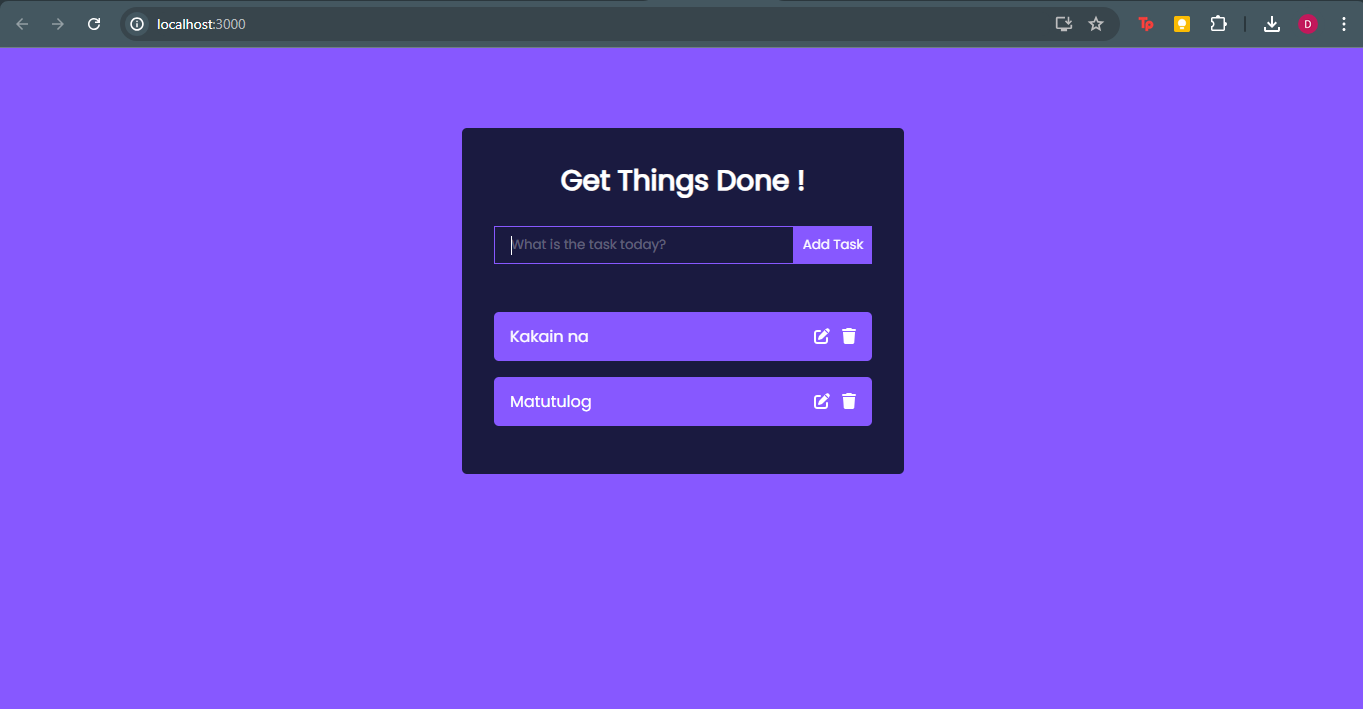 localhost:3000
Tp
D
Get Things Done !
What is the task today?
Add Task
Kakain na
Matutulog